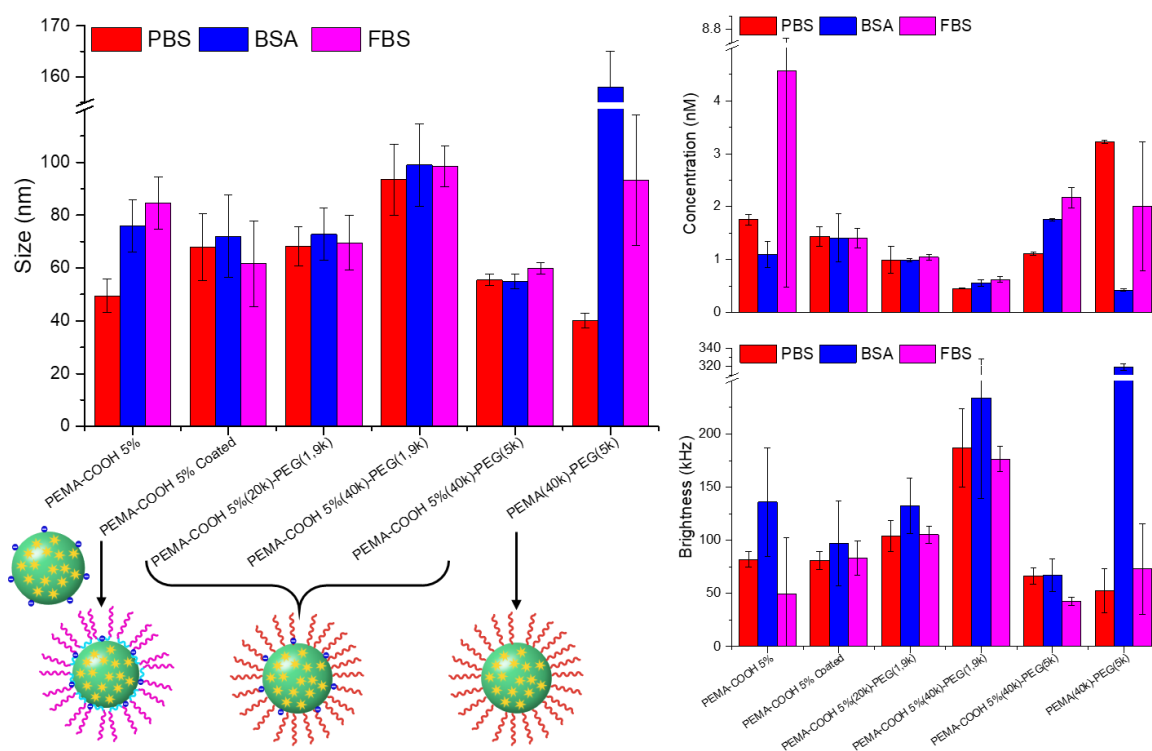 170
160
100
80
60
40
20
0
Size (nm)
PBS BSA FBS
PEMA-COOH 5%
PEMA-COOH 5% Coated
PEMA-COOH 5%(20k)-PEG(1,9k)
PEMA-COOH 5%(40k)-PEG(1,9k)
PEMA-COOH 5%(40k)-PEG(5k)
PEMA(40k)-PEG(5k)
8.8
4
3
2
1
0
Concentration (nM)
PBS BSA FBS
340
320
200
150
100
50
0
Brightness (kHz)
PBS BSA FBS
PEMA-COOH 5%
PEMA-COOH 5% Coated
PEMA-COOH 5%(20k)-PEG(1,9k)
PEMA-COOH 5%(40k)-PEG(1,9k)
PEMA-COOH 5%(40k)-PEG(5k)
PEMA(40k)-PEG(5k)